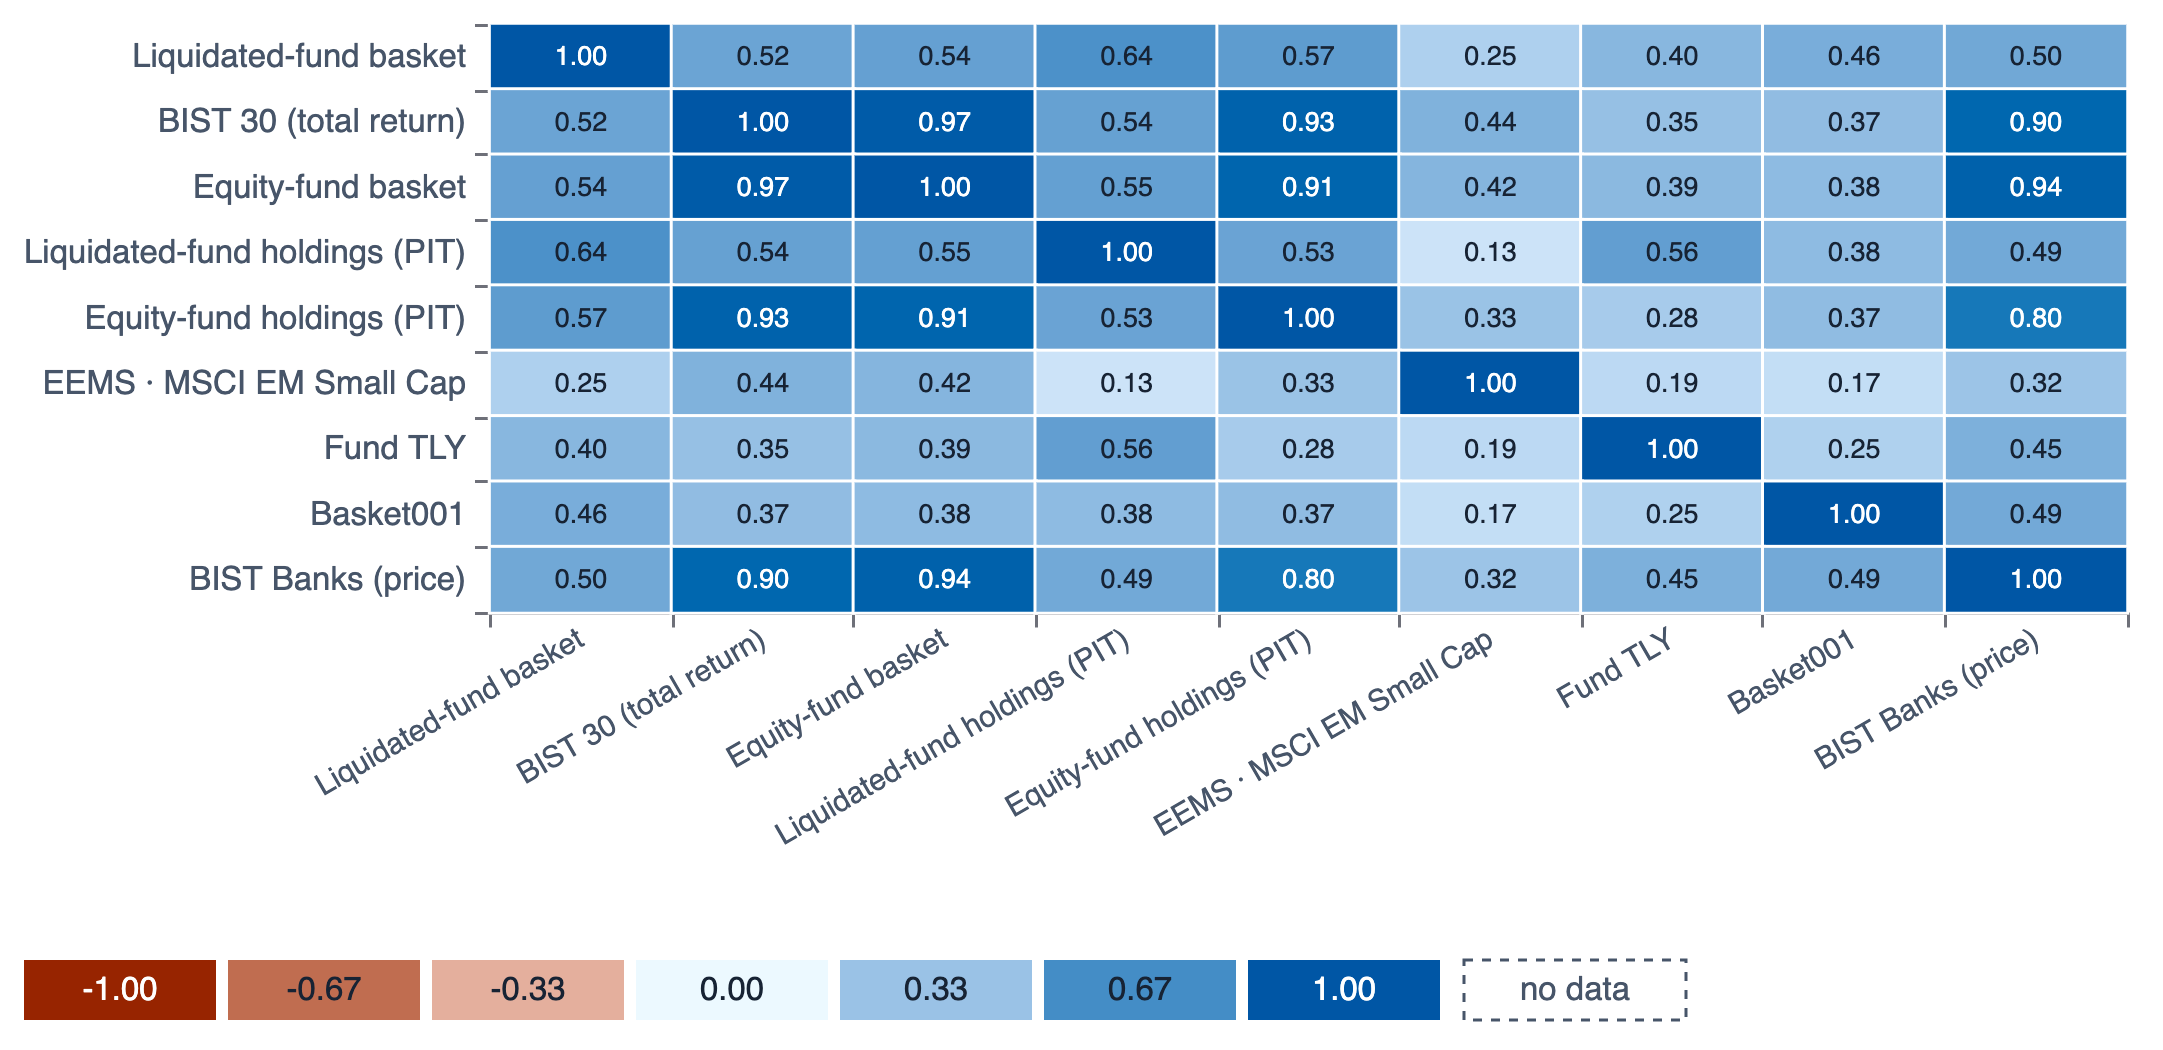 Liquidated-fund basket 1.00 0.52 0.54 0.64 0.57 0.25 0.40 0.46 0.50
BIST 30 (total return) 0.52 1.00 0.97 0.54 0.93 0.44 0.35 0.37 0.90
Equity-fund basket 0.54 0.97 1.00 0.55 0.91 0.42 0.39 0.38 0.94
Liquidated-fund holdings (PIT) 0.64 0.54 0.55 1.00 0.53 0.13 0.56 0.38 0.49
Equity-fund holdings (PIT) 0.57 0.93 0.91 0.53 1.00 0.33 0.28 0.37 0.80
EEMS · MSCI EM Small Cap 0.25 0.44 0.42 0.13 0.33 1.00 0.19 0.17 0.32
Fund TLY 0.40 0.35 0.39 0.56 0.28 0.19 1.00 0.25 0.45
Basket001 0.46 0.37 0.38 0.38 0.37 0.17 0.25 1.00 0.49
BIST Banks (price) 0.50 0.90 0.94 0.49 0.80 0.32 0.45 0.49 1.00
Liquidated-fund basket
BIST 30 (total return)
Equity-fund basket
Liquidated-fund holdings (PIT)
Equity-fund holdings (PIT)
EEMS · MSCI EM Small Cap
Fund TLY
Basket001
BIST Banks (price)
-1.00 -0.67 -0.33 0.00 0.33 0.67 1.00 no data